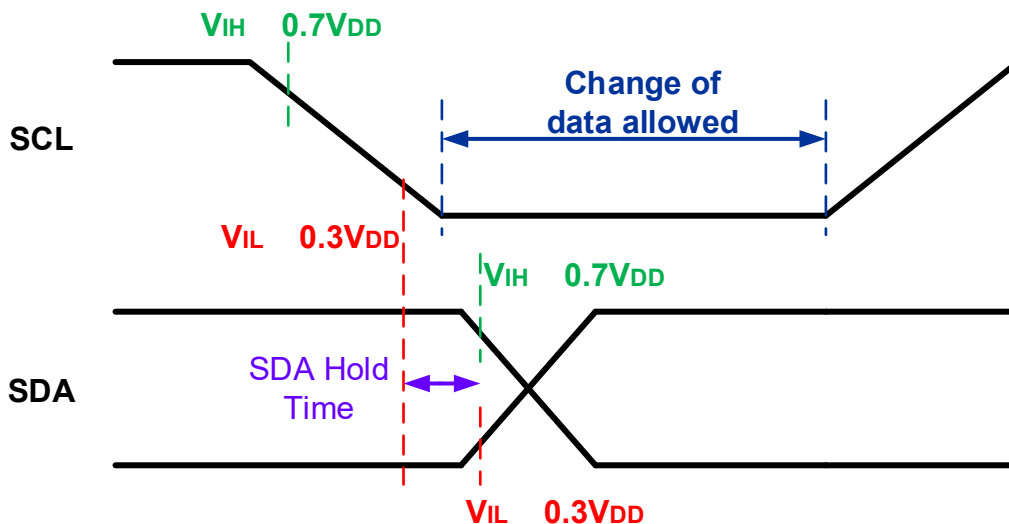 VIH 0.7VDD
Change of
data allowed
SCL
VIL 0.3VDD
VIH 0.7VDD
SDA Hold
Time
SDA
VIL 0.3VDD